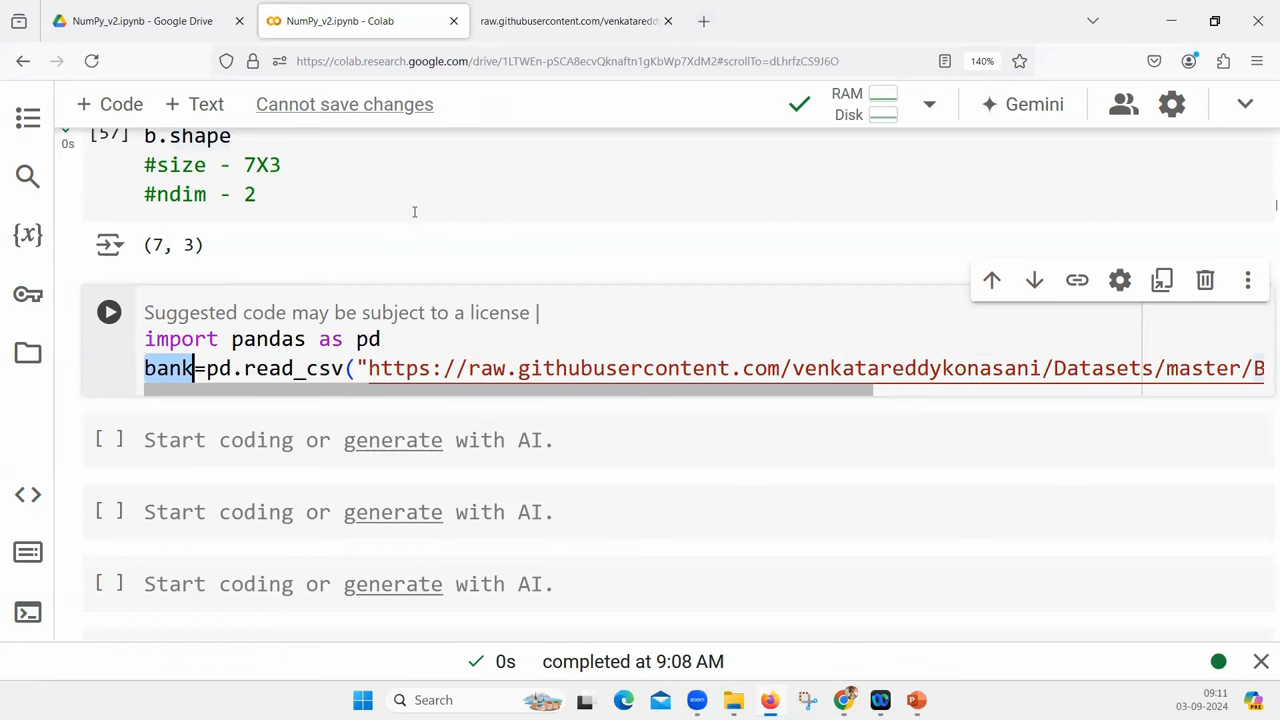 NumPy_v2.ipynb - Google Drive
NumPy_v2.ipynb - Colab
raw.githubusercontent.com/venkataredd
https://colab.research.google.com/drive/1LTWEn-pSCA8ecvQknaftn1gKbWp7XdM2#scrollTo=dLhrfzCS9J6O
140%
+ Code
+ Text
Cannot save changes
RAM
Disk
Gemini
[57]
0s
b.shape
#size - 7X3
#ndim - 2
(7, 3)
Suggested code may be subject to a license |
import pandas as pd
bank=pd.read_csv("https://raw.githubusercontent.com/venkatareddykonasani/Datasets/master/B
[ ] Start coding or generate with AI.
[ ] Start coding or generate with AI.
[ ] Start coding or generate with AI.
0s completed at 9:08 AM
Search
zoom
09:11
03-09-2024